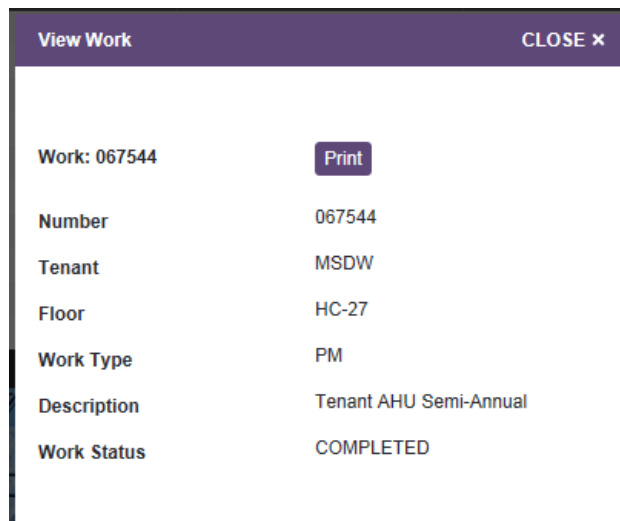 View Work CLOSE ×
Work: 067544 Print
Number 067544
Tenant MSDW
Floor HC-27
Work Type PM
Description Tenant AHU Semi-Annual
Work Status COMPLETED